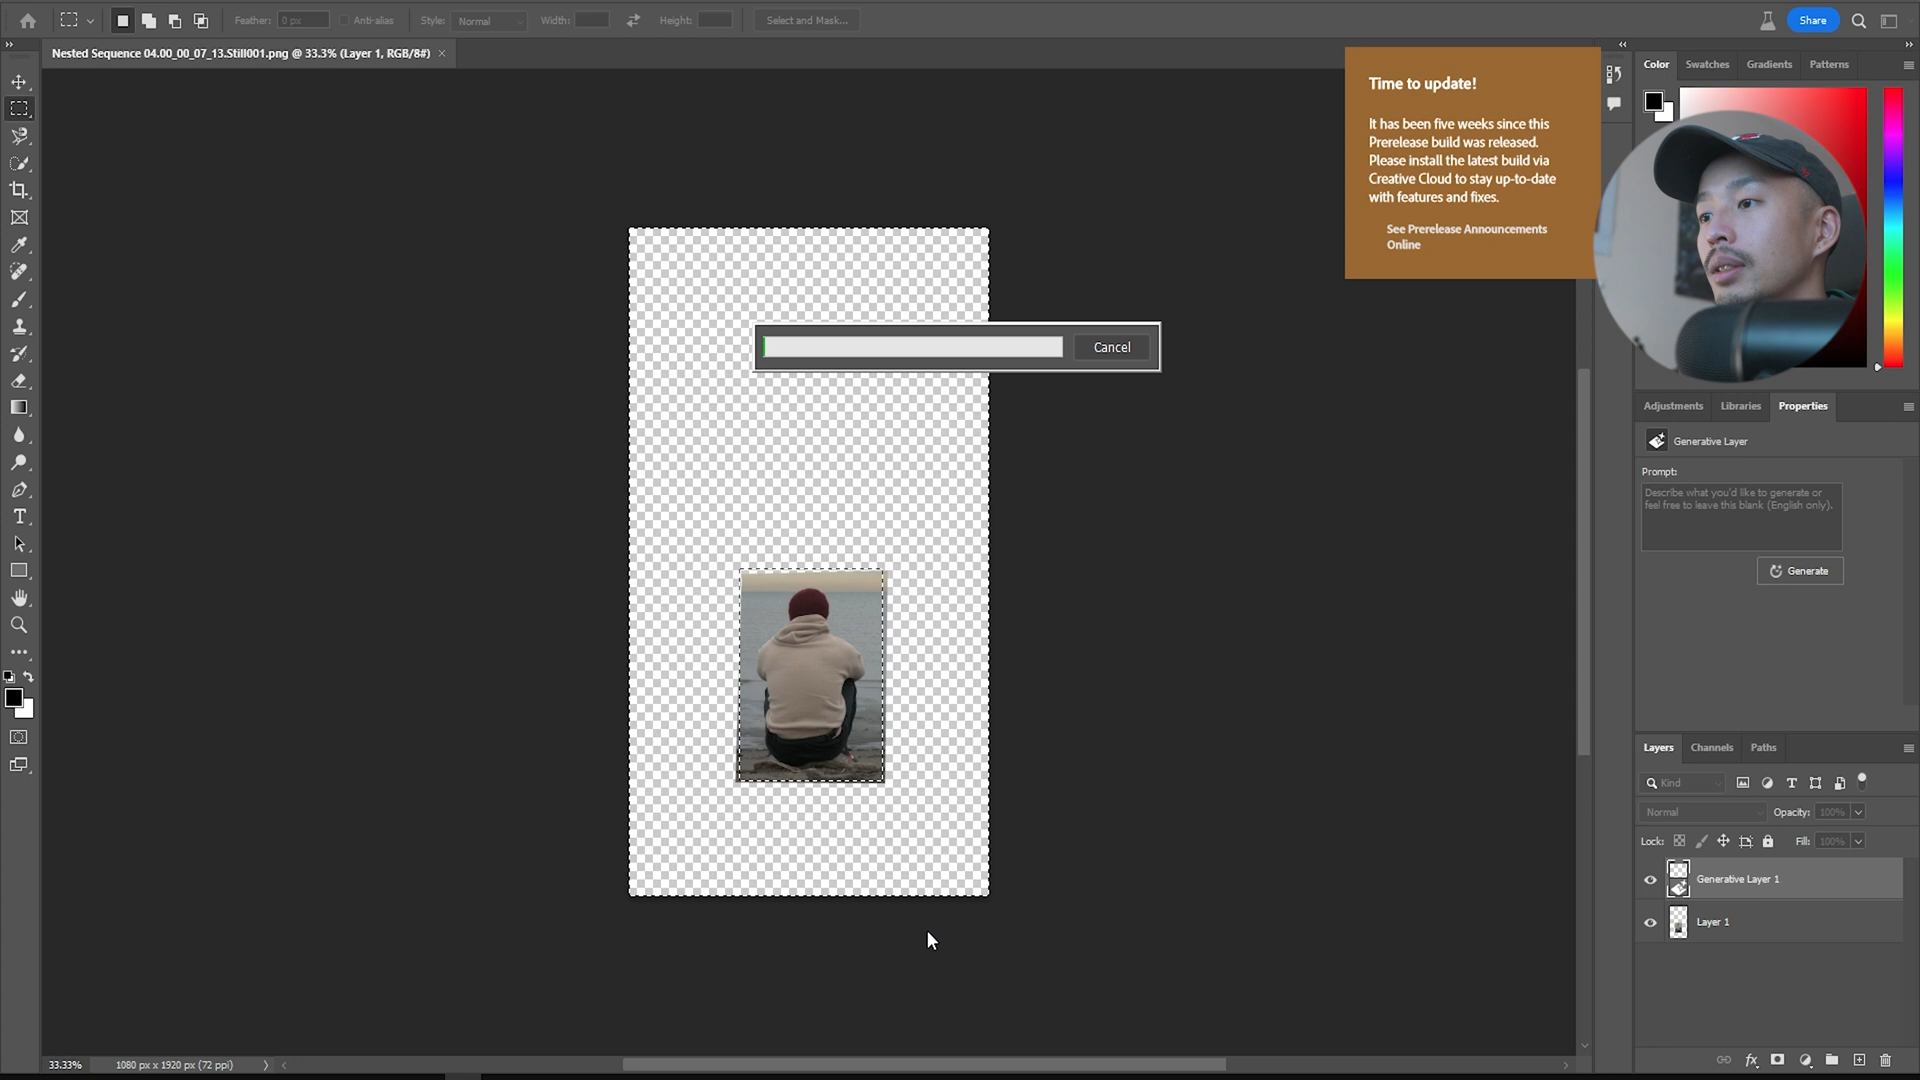 Feather:
0 px
Anti-alias
Style:
Normal
Width:
Height:
Select and Mask...
Share
Nested Sequence 04.00_00_07_13.Still001.png @ 33.3% (Layer 1, RGB/8#)
Time to update!
It has been five weeks since this
Prerelease build was released.
Please install the latest build via
Creative Cloud to stay up-to-date
with features and fixes.
See Prerelease Announcements
Online
Color
Swatches
Gradients
Patterns
Cancel
Adjustments
Libraries
Properties
Generative Layer
Prompt:
Describe what you'd like to generate or
feel free to leave this blank (English only).
Generate
Layers
Channels
Paths
Kind
Normal
Opacity:
100%
Lock:
Fill:
100%
Generative Layer 1
Layer 1
33.33%
1080 px x 1920 px (72 ppi)